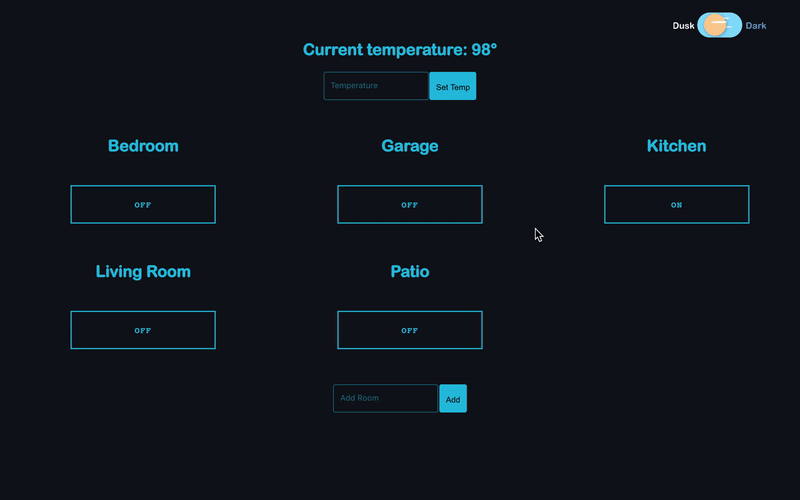 Dusk Dark
Current temperature: 98°
Temperature Set Temp
Bedroom Garage Kitchen
OFF OFF ON
Living Room Patio
OFF OFF
Add Room Add